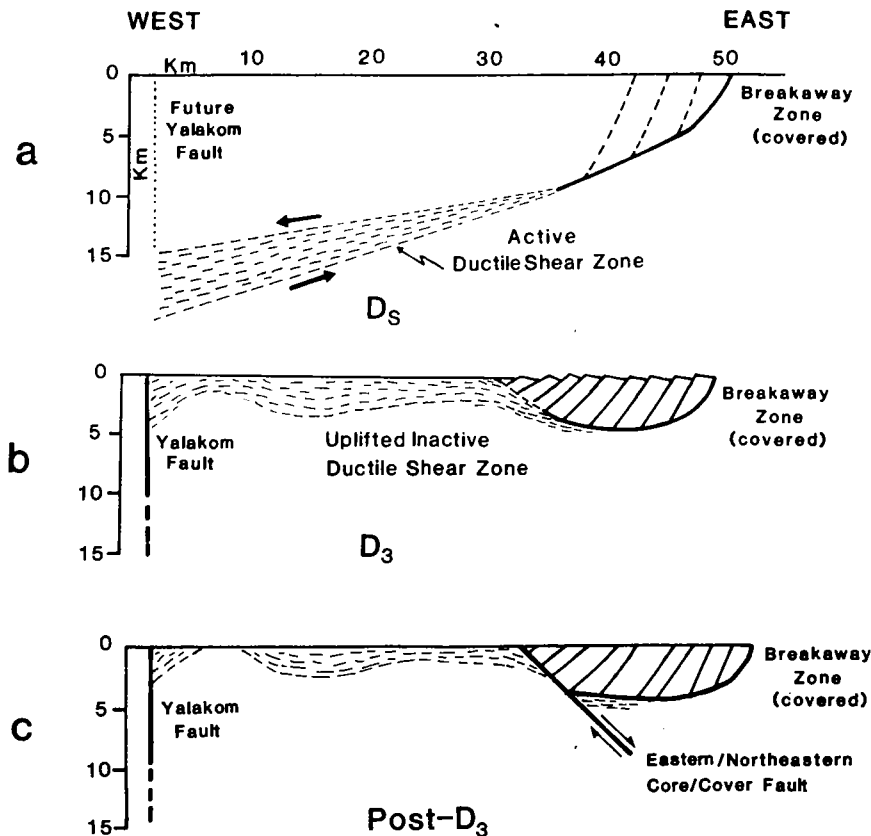 WEST
EAST
Km
10
20
30
40
50
0
5
10
15
Km
a
Future
Yalakom
Fault
Breakaway
Zone
(covered)
Active
Ductile Shear Zone
DS
b
0
5
10
15
Yalakom
Fault
Uplifted Inactive
Ductile Shear Zone
Breakaway
Zone
(covered)
D3
c
0
5
10
15
Yalakom
Fault
Breakaway
Zone
(covered)
Eastern/Northeastern
Core/Cover Fault
Post-D3